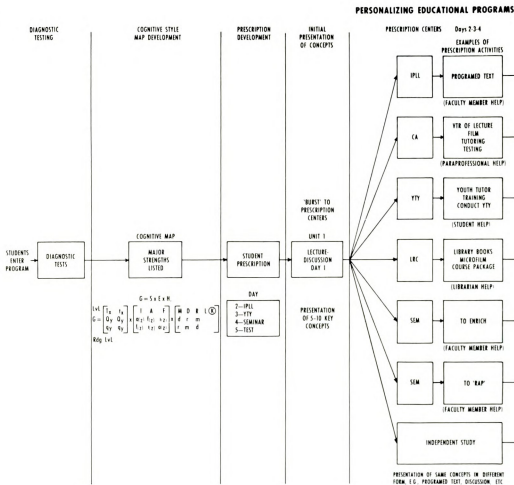 PERSONALIZING EDUCATIONAL PROGRAMS
DIAGNOSTIC
TESTING
COGNITIVE STYLE
MAP DEVELOPMENT
PRESCRIPTION
DEVELOPMENT
INITIAL
PRESENTATION
OF CONCEPTS
PRESCRIPTION CENTERS Days 2-3-4
EXAMPLES OF
PRESCRIPTION ACTIVITIES
IPLL
PROGRAMED TEXT
(FACULTY MEMBER HELP)
CA
VTR OF LECTURE
FILM
TUTORING
TESTING
(PARAPROFESSIONAL HELP)
'BURST' TO
PRESCRIPTION
CENTERS
YTY
YOUTH TUTOR
TRAINING
CONDUCT YTY
(STUDENT HELP)
STUDENTS
ENTER
PROGRAM
DIAGNOSTIC
TESTS
COGNITIVE MAP
MAJOR
STRENGTHS
LISTED
STUDENT
PRESCRIPTION
UNIT I
LECTURE-
DISCUSSION
DAY I
LRC
LIBRARY BOOKS
MICROFILM
COURSE PACKAGE
(LIBRARIAN HELP)
G = S x E x H,
Lvl
G =
M D R L R
d r m
r m d
Rdg Lvl
DAY
2—IPLL
3—YTY
4—SEMINAR
5—TEST
PRESENTATION
OF 5-10 KEY
CONCEPTS
SEM
TO ENRICH
(FACULTY MEMBER HELP)
SEM
TO 'RAP'
(FACULTY MEMBER HELP)
INDEPENDENT STUDY
PRESENTATION OF SAME CONCEPTS IN DIFFERENT
FORM, E.G., PROGRAMED TEXT, DISCUSSION, ETC